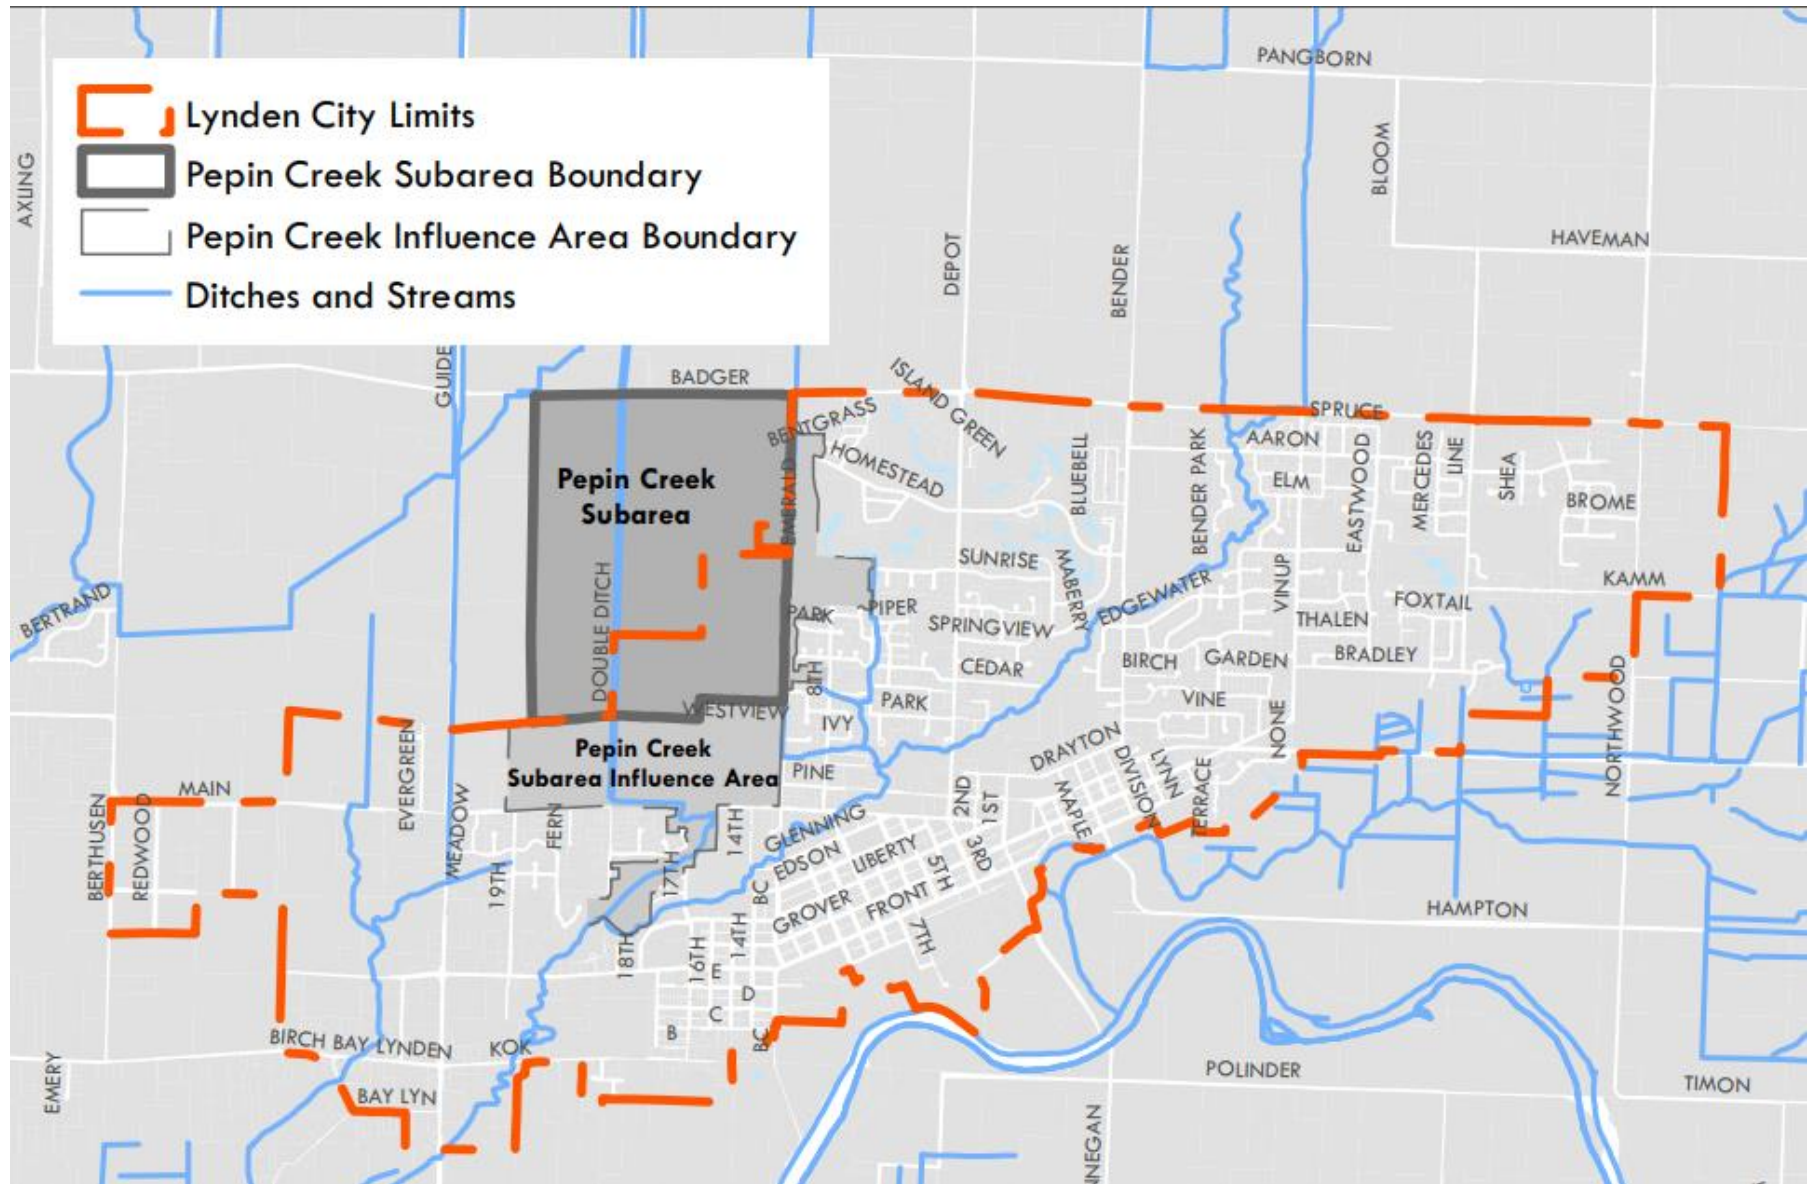 Lynden City Limits
Pepin Creek Subarea Boundary
Pepin Creek Influence Area Boundary
Ditches and Streams
PANGBORN
AXLING
BLOOM
HAVEMAN
DEPOT
BENDER
GUIDE
BADGER
ISLAND GREEN
BENTGRASS
HOMESTEAD
SPRUCE
AARON
ELM
BLUEBELL
BENDER PARK
EASTWOOD
MERCEDES
LINE
SHEA
BROME
Pepin Creek
Subarea
EMERALD
DOUBLE DITCH
SUNRISE
MABERRY
EDGEWATER
VINUP
KAMM
FOXTAIL
THALEN
BERTRAND
PARK
PIPER
SPRINGVIEW
CEDAR
BIRCH
GARDEN
BRADLEY
8TH
WESTVIEW
IVY
PARK
VINE
NONE
NORTHWOOD
Pepin Creek
Subarea Influence Area
EVERGREEN
PINE
DRAYTON
DIVISION
LYNN
TERRACE
MAPLE
MAIN
BERTHUSEN
REDWOOD
MEADOW
FERN
19TH
17TH
14TH
GLENNING
EDSON
LIBERTY
2ND
1ST
3RD
5TH
BC
GROVER
FRONT
7TH
HAMPTON
18TH
16TH
14TH
E
D
C
B
BC
BIRCH BAY LYNDEN
KOK
BAY LYN
EMERY
POLINDER
TIMON
NNEGAN